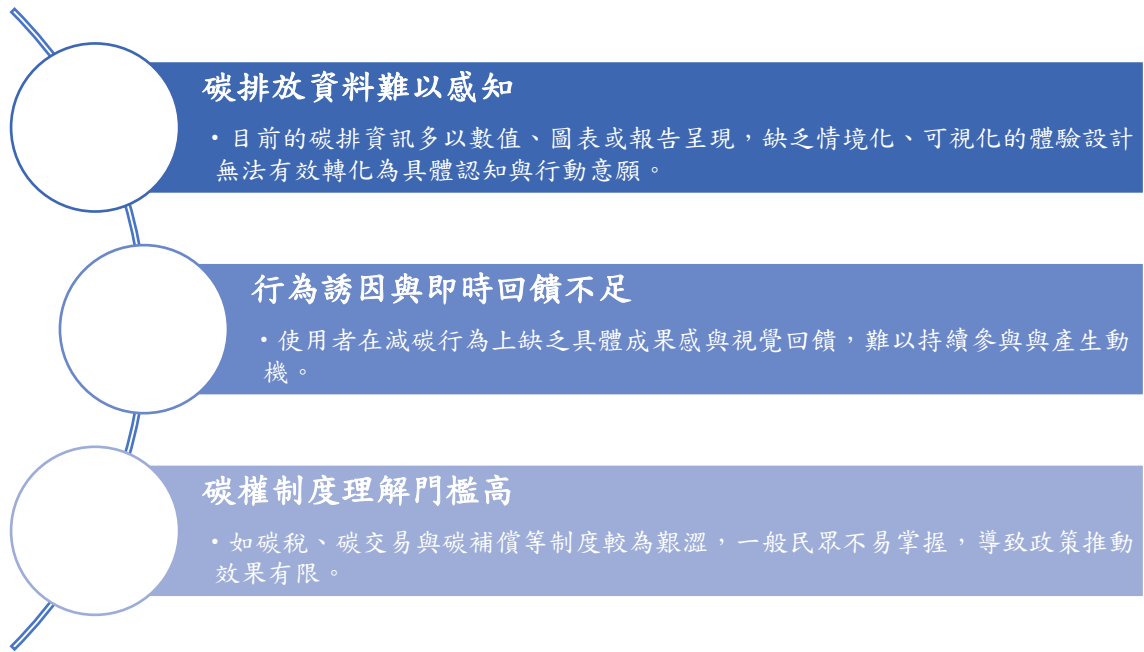 碳排放資料難以感知
・目前的碳排資訊多以數值、圖表或報告呈現，缺乏情境化、可視化的體驗設計
無法有效轉化為具體認知與行動意願。
行為誘因與即時回饋不足
・使用者在減碳行為上缺乏具體成果感與視覺回饋，難以持續參與與產生動
機。
碳權制度理解門檻高
・如碳稅、碳交易與碳補償等制度較為艱澀，一般民眾不易掌握，導致政策推動
效果有限。